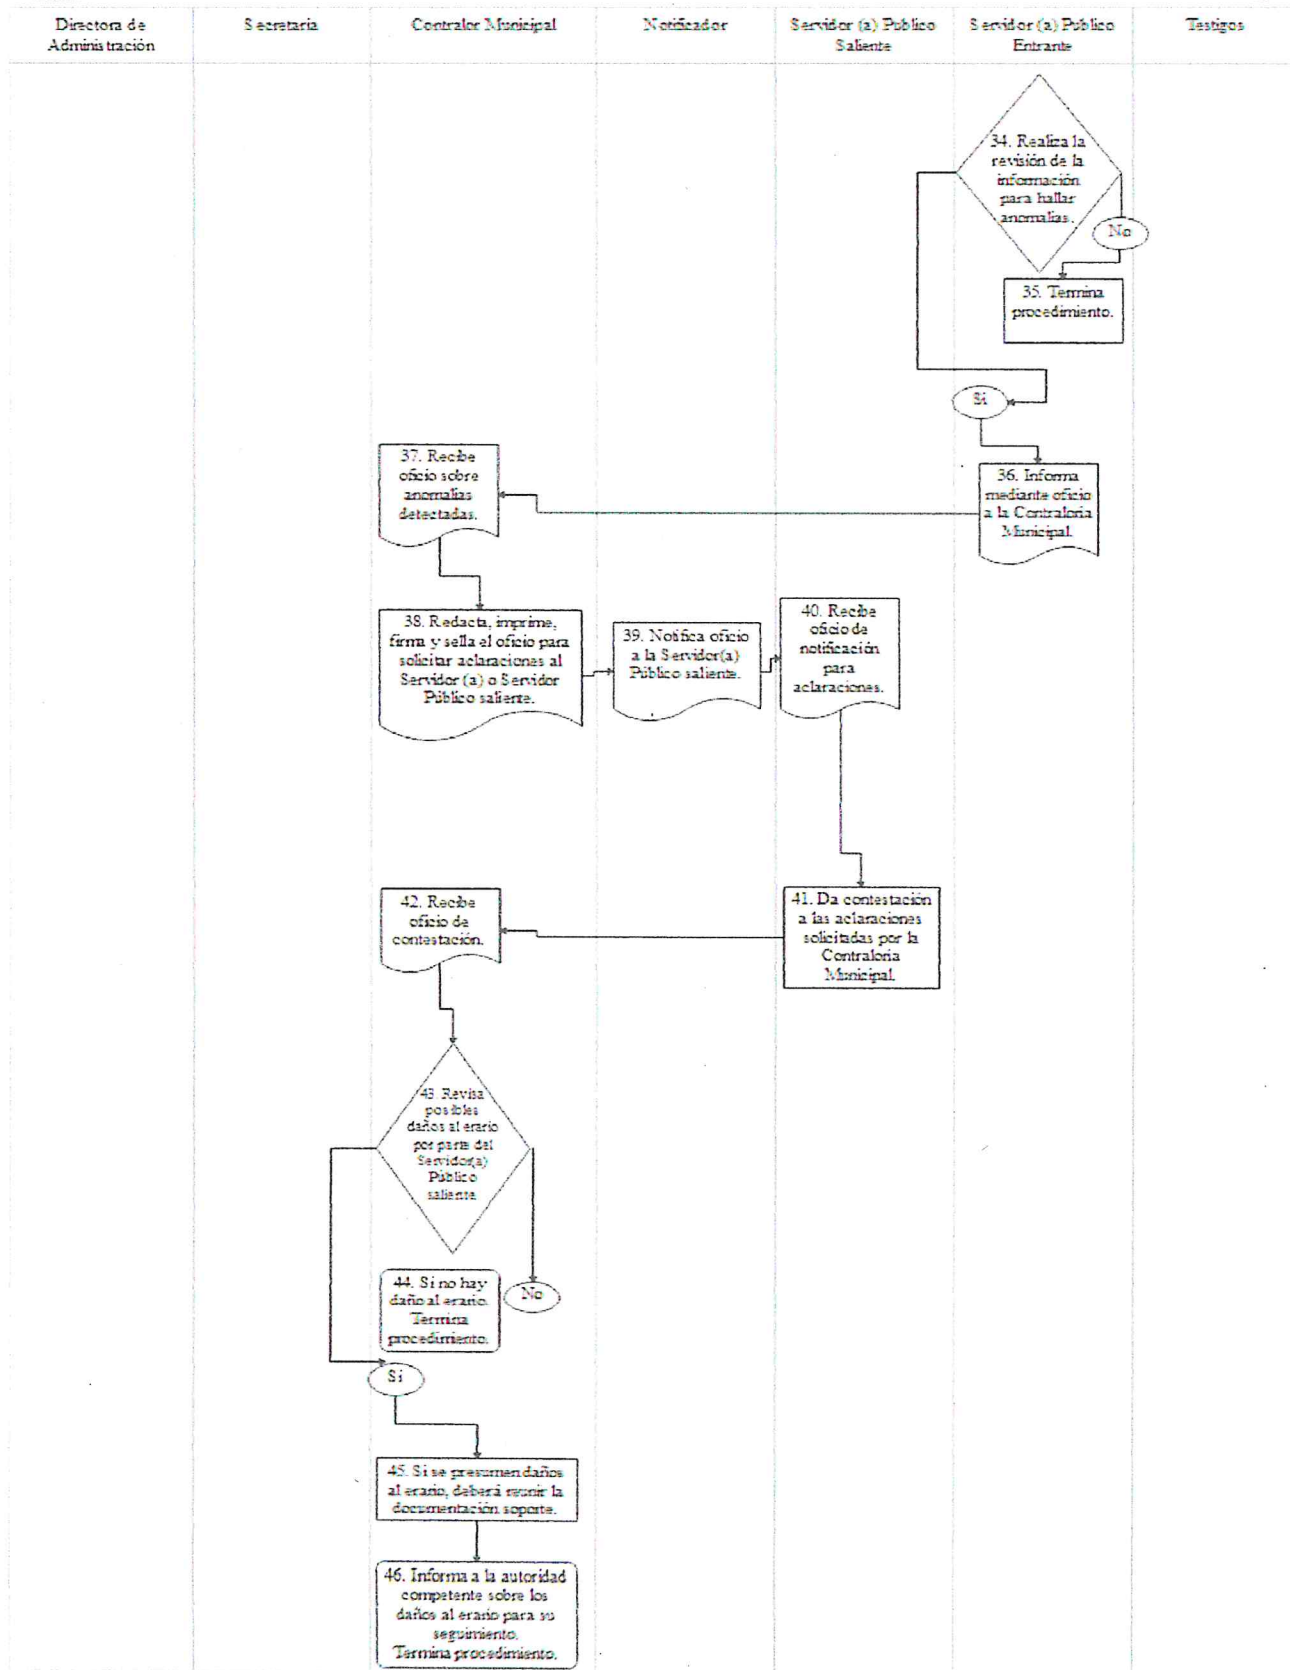 Directora de
Administración
Secretaria
Contralor Municipal
Notificador
Servidor (a) Público
Saliente
Servidor (a) Público
Entrante
Testigos
34. Realiza la
revisión de la
información
para hallar
anomalías.
No
35. Termina
procedimiento.
Si
36. Informa
mediante oficio
a la Contraloría
Municipal.
37. Recibe
oficio sobre
anomalías
detectadas.
38. Redacta, imprime,
firma y sella el oficio para
solicitar aclaraciones al
Servidor (a) o Servidor
Público saliente.
39. Notifica oficio
a la Servidor(a)
Público saliente.
40. Recibe
oficio de
notificación
para
aclaraciones.
41. Da contestación
a las aclaraciones
solicitadas por la
Contraloría
Municipal.
42. Recibe
oficio de
contestación.
43. Revisa
posibles
daños al erario
por parte del
Servidor(a)
Público
saliente
No
44. Si no hay
daño al erario.
Termina
procedimiento.
Si
45. Si se presumen daños
al erario, deberá reunir la
documentación soporte.
46. Informa a la autoridad
competente sobre los
daños al erario para su
seguimiento.
Termina procedimiento.